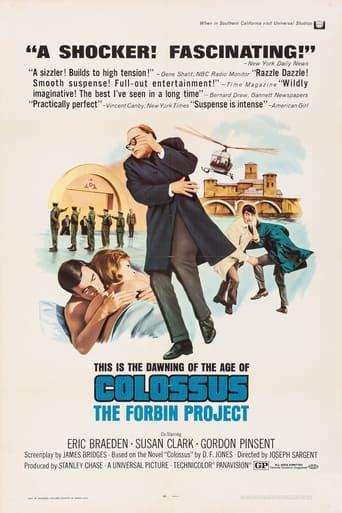 When in Southern California visit Universal Studios
"A SHOCKER! FASCINATING!"
—New York Daily News
"A sizzler! Builds to high tension!" —Gene Shalit, NBC Radio Monitor "Razzle Dazzle!
Smooth suspense! Full-out entertainment!" —Time Magazine "Wildly
imaginative! The best I've seen in a long time" —Bernard Drew, Gannett Newspapers
"Practically perfect" —Vincent Canby, New York Times "Suspense is intense" —American Girl
THIS IS THE DAWNING OF THE AGE OF
COLOSSUS
THE FORBIN PROJECT
Co-Starring
ERIC BRAEDEN · SUSAN CLARK · GORDON PINSENT
Screenplay by JAMES BRIDGES · Based on the Novel "Colossus" by D. F. JONES · Directed by JOSEPH SARGENT
Produced by STANLEY CHASE · A UNIVERSAL PICTURE · TECHNICOLOR® PANAVISION® GP